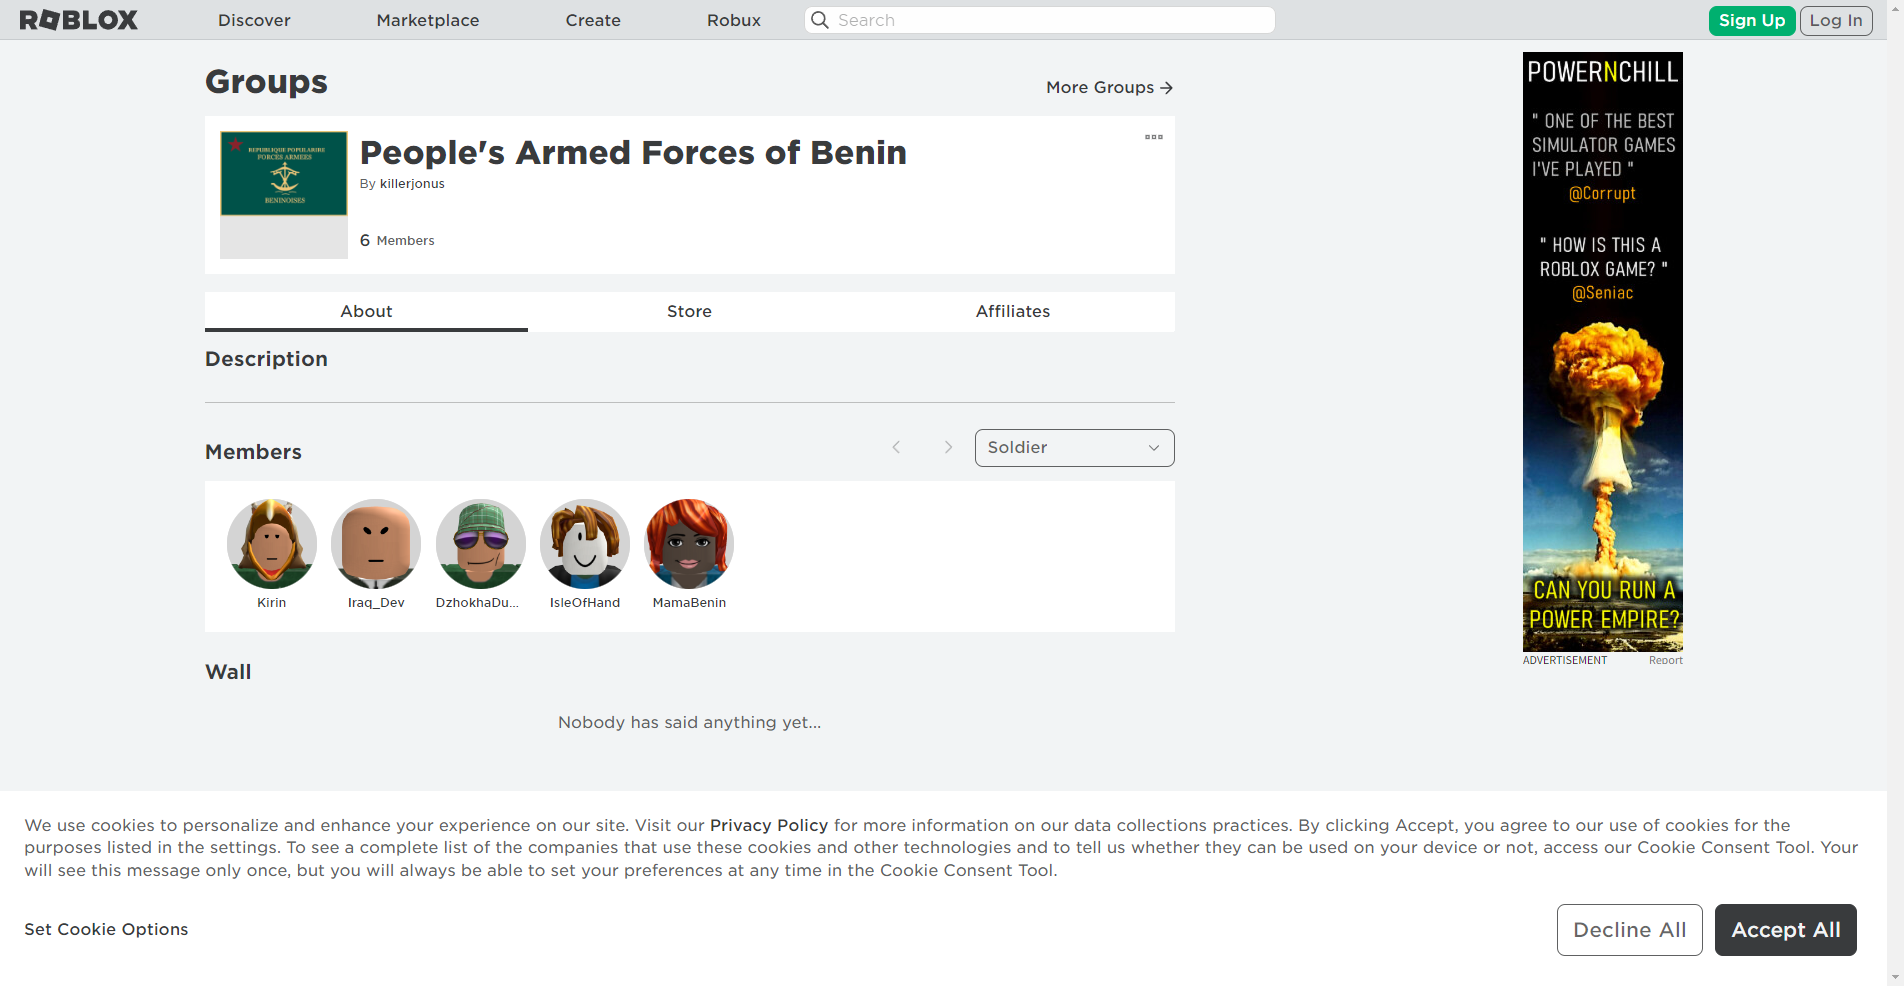 ROBLOX
Discover
Marketplace
Create
Robux
Search
Sign Up
Log In
Groups
More Groups
REPUBLIQUE POPULARIRE
FORCES ARMEES
BENINOISES
People's Armed Forces of Benin
By killerjonus
6 Members
About
Store
Affiliates
Description
Members
Soldier
Kirin
Iraq_Dev
DzhokhaDu...
IsleOfHand
MamaBenin
Wall
Nobody has said anything yet...
POWERNCHILL
" ONE OF THE BEST
SIMULATOR GAMES
I'VE PLAYED "
@Corrupt
" HOW IS THIS A
ROBLOX GAME? "
@Seniac
CAN YOU RUN A
POWER EMPIRE?
ADVERTISEMENT
Report
We use cookies to personalize and enhance your experience on our site. Visit our Privacy Policy for more information on our data collections practices. By clicking Accept, you agree to our use of cookies for the
purposes listed in the settings. To see a complete list of the companies that use these cookies and other technologies and to tell us whether they can be used on your device or not, access our Cookie Consent Tool. Your
will see this message only once, but you will always be able to set your preferences at any time in the Cookie Consent Tool.
Set Cookie Options
Decline All
Accept All